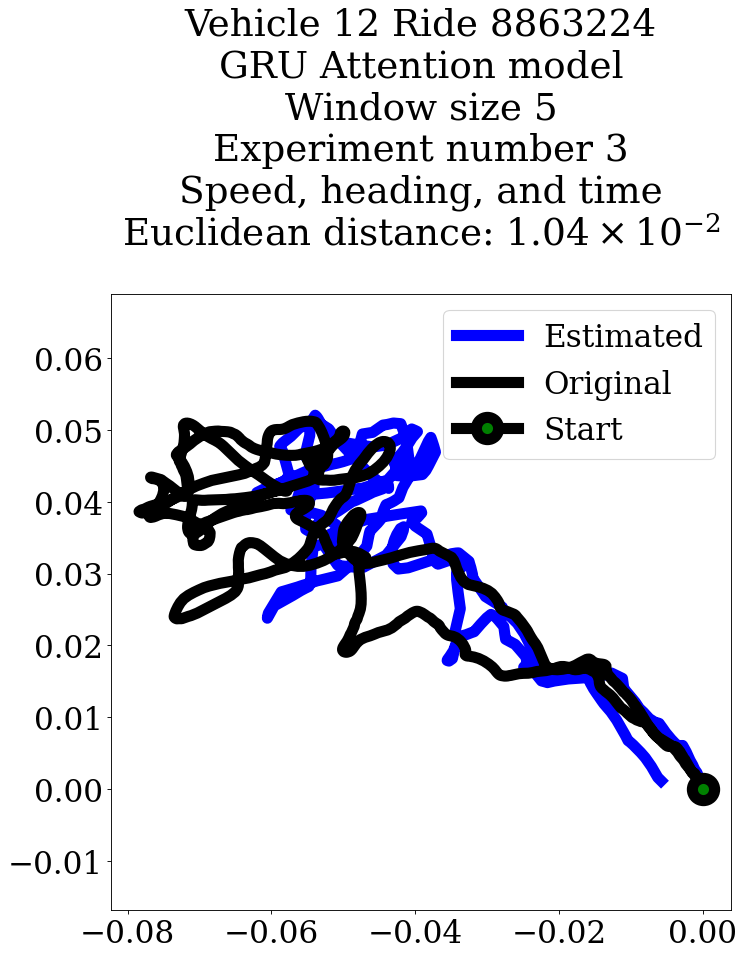 Vehicle 12 Ride 8863224
GRU Attention model
Window size 5
Experiment number 3
Speed, heading, and time
Euclidean distance: 1.04 × 10⁻²
Estimated
Original
Start
0.06
0.05
0.04
0.03
0.02
0.01
0.00
−0.01
−0.08 −0.06 −0.04 −0.02 0.00